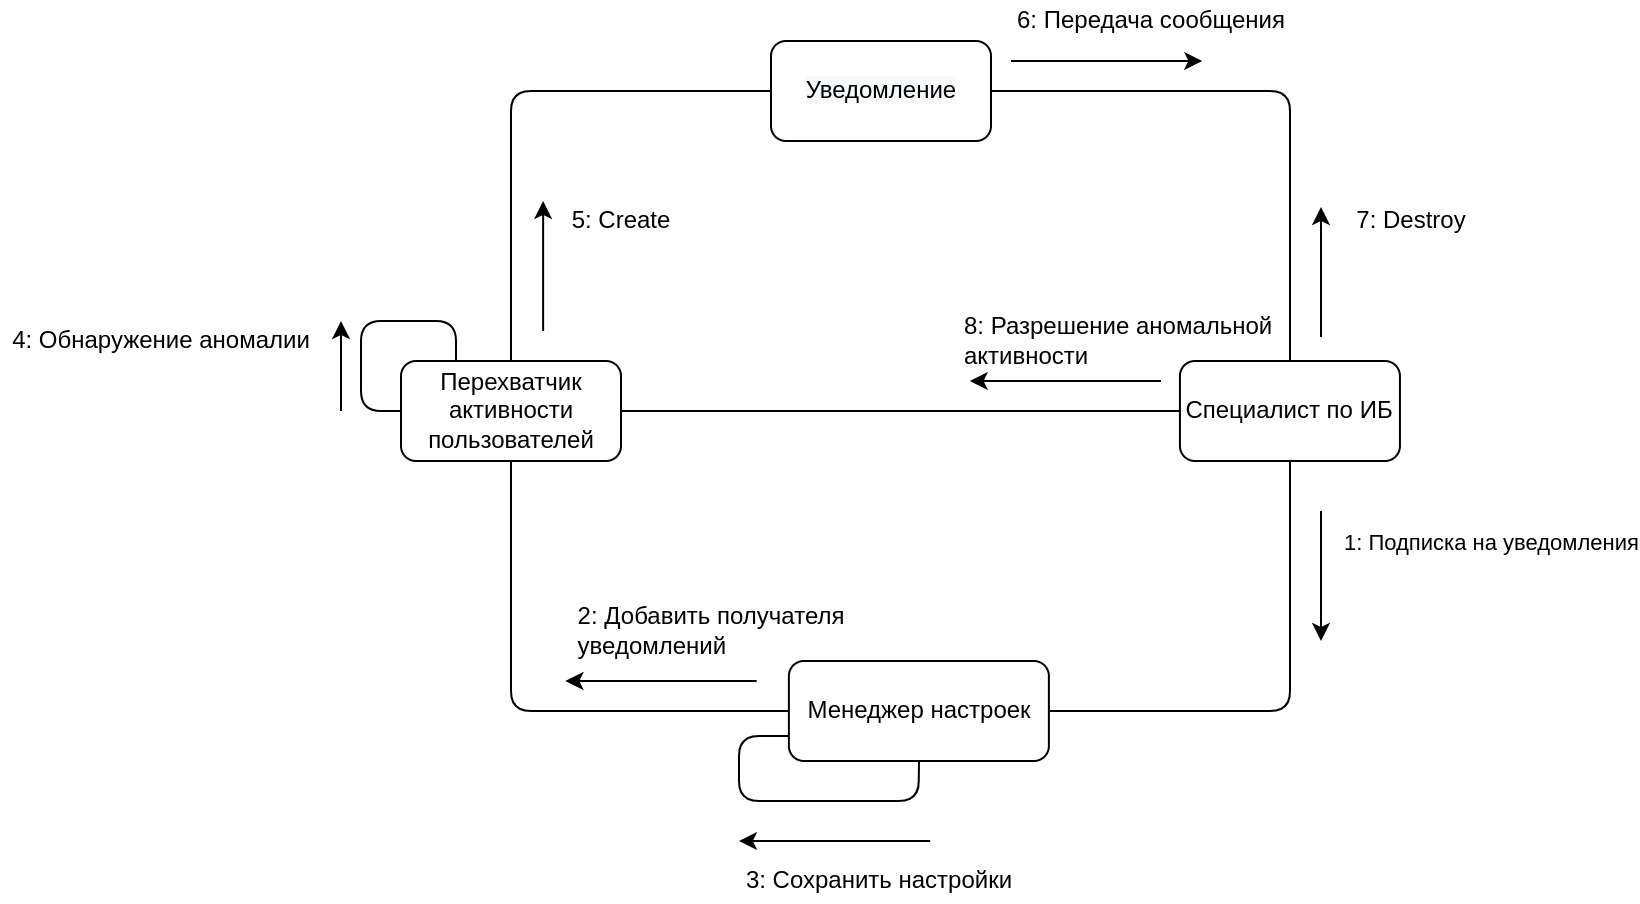 6: Передача сообщения
Уведомление
5: Create
7: Destroy
4: Обнаружение аномалии
8: Разрешение аномальной
активности
Перехватчик
активности
пользователей
Специалист по ИБ
1: Подписка на уведомления
2: Добавить получателя
уведомлений
Менеджер настроек
3: Сохранить настройки